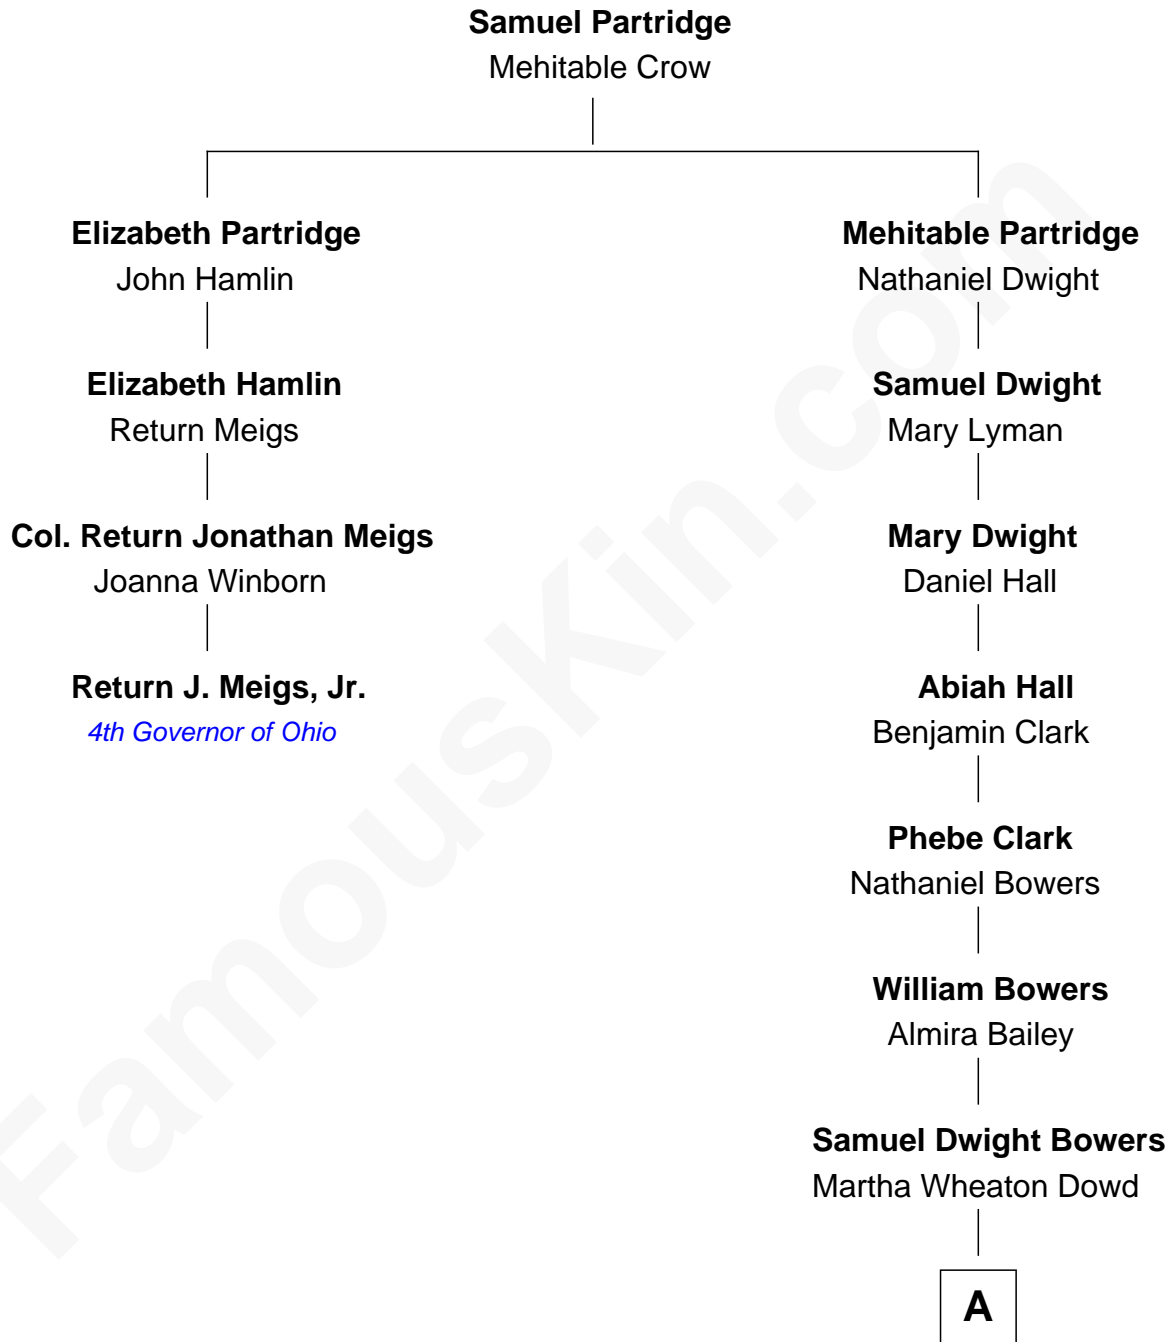 Samuel Partridge
Mehitable Crow
Elizabeth Partridge
John Hamlin
Mehitable Partridge
Nathaniel Dwight
Elizabeth Hamlin
Return Meigs
Samuel Dwight
Mary Lyman
Col. Return Jonathan Meigs
Joanna Winborn
Mary Dwight
Daniel Hall
Return J. Meigs, Jr.
4th Governor of Ohio
Abiah Hall
Benjamin Clark
Phebe Clark
Nathaniel Bowers
William Bowers
Almira Bailey
Samuel Dwight Bowers
Martha Wheaton Dowd
A
FamousKin.com